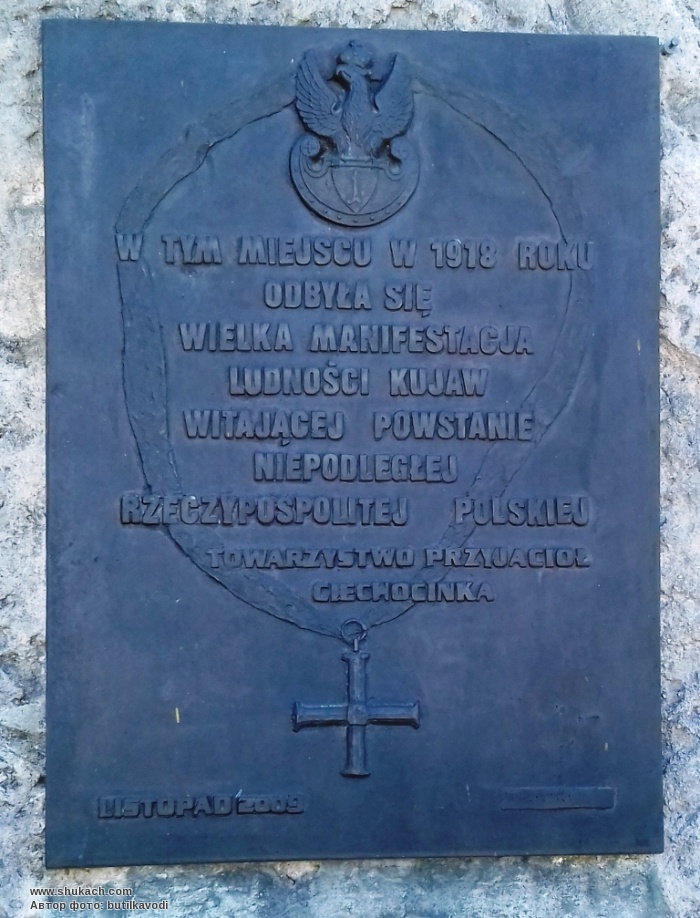 W TYM MIEJSCU W 1918 ROKU
ODBYŁA SIĘ
WIELKA MANIFESTACJA
LUDNOŚCI KUJAW
WITAJĄCEJ POWSTANIE
NIEPODLEGŁEJ
RZECZYPOSPOLITEJ POLSKIEJ
TOWARZYSTWO PRZYJACIÓŁ
CIECHOCINKA
LISTOPAD 2009
www.shukach.com
Автор фото: butilkavodi